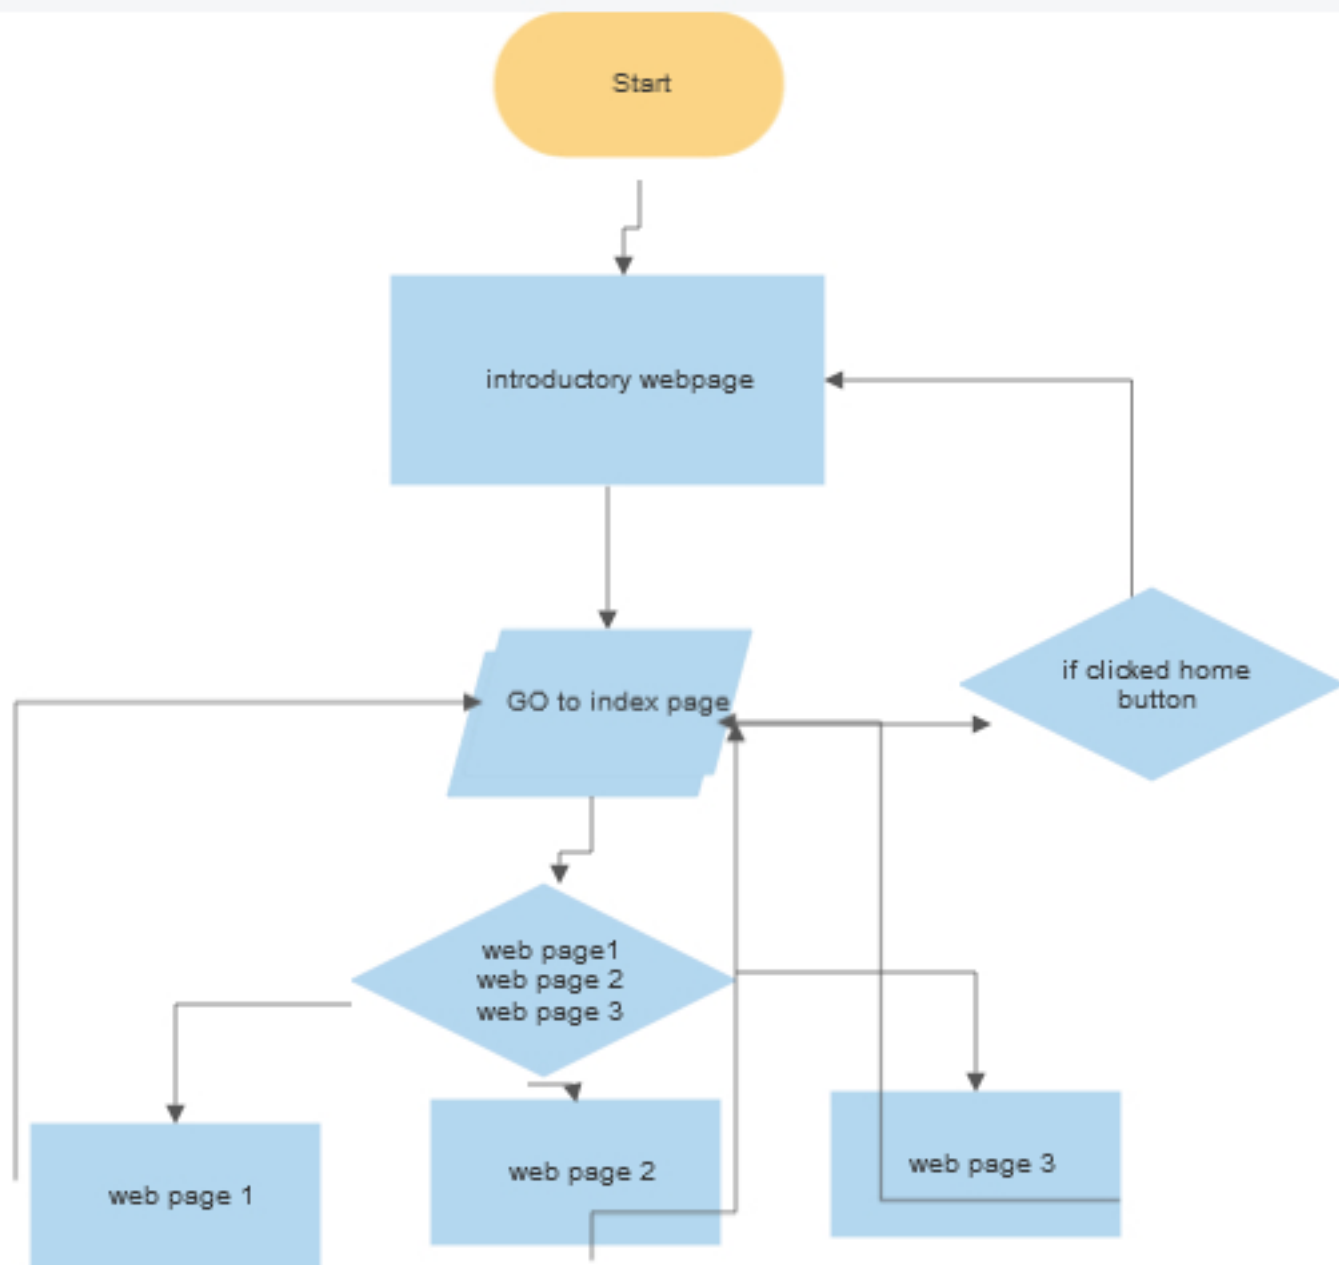 Start
introductory webpage
GO to index page
if clicked home
button
web page1
web page 2
web page 3
web page 1
web page 2
web page 3